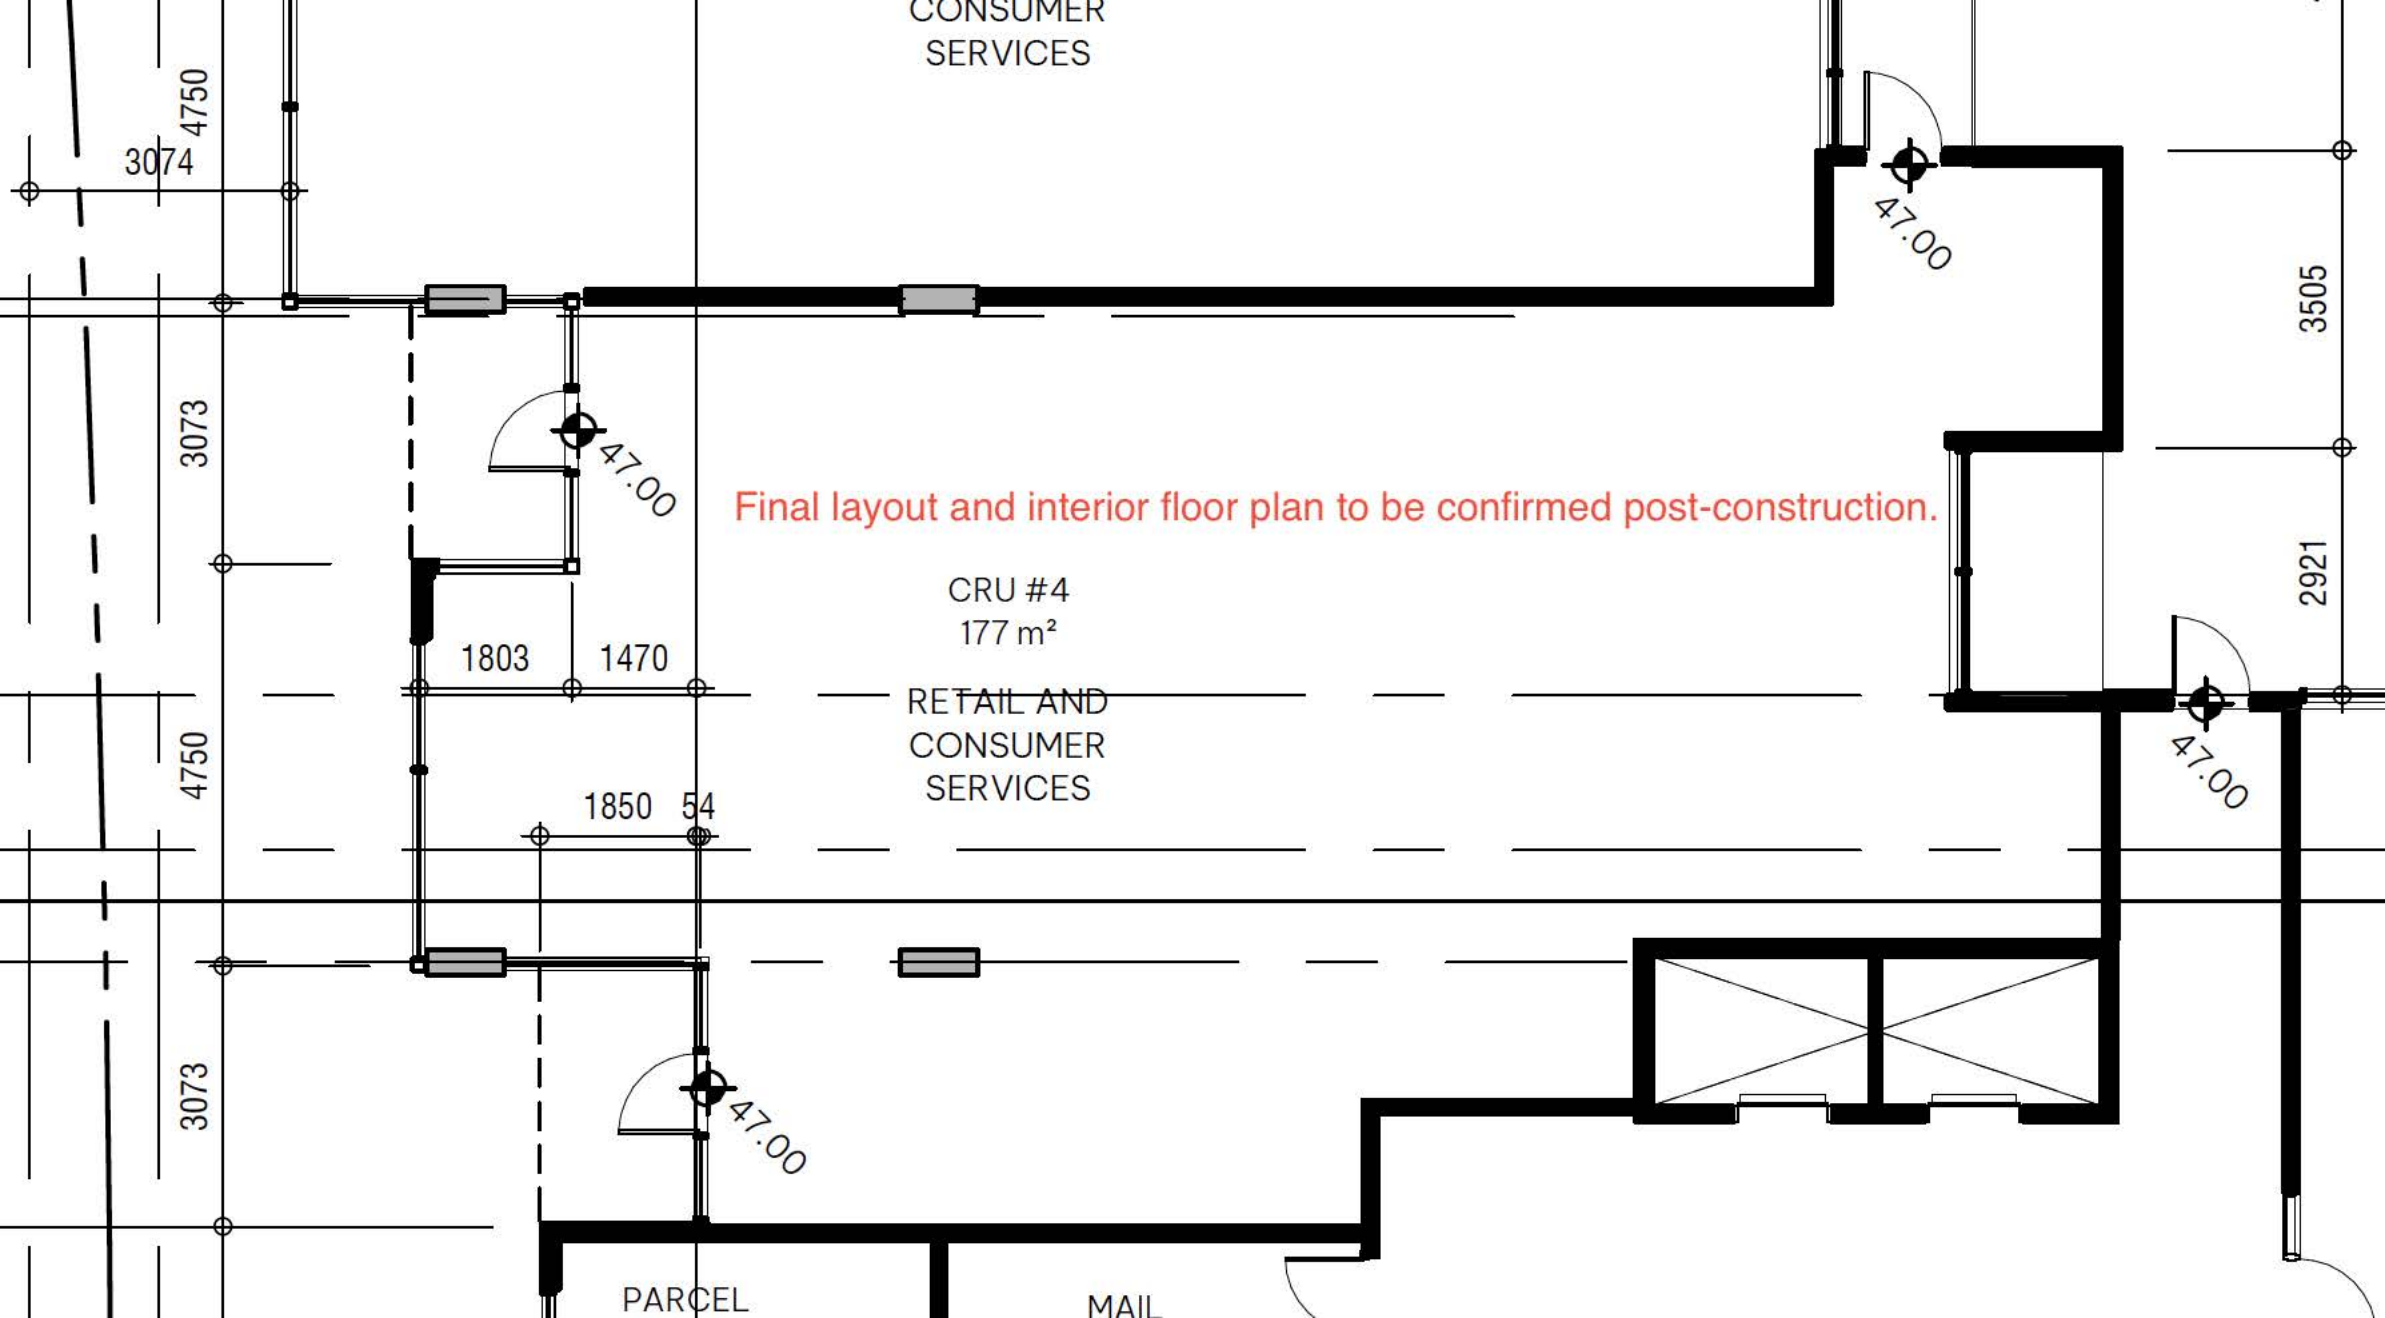 CONSUMER
SERVICES
4750
3074
47.00
3505
3073
47.00
Final layout and interior floor plan to be confirmed post-construction.
2921
CRU #4
177 m²
1803
1470
RETAIL AND
CONSUMER
SERVICES
4750
47.00
1850
54
3073
47.00
PARCEL
MAIL